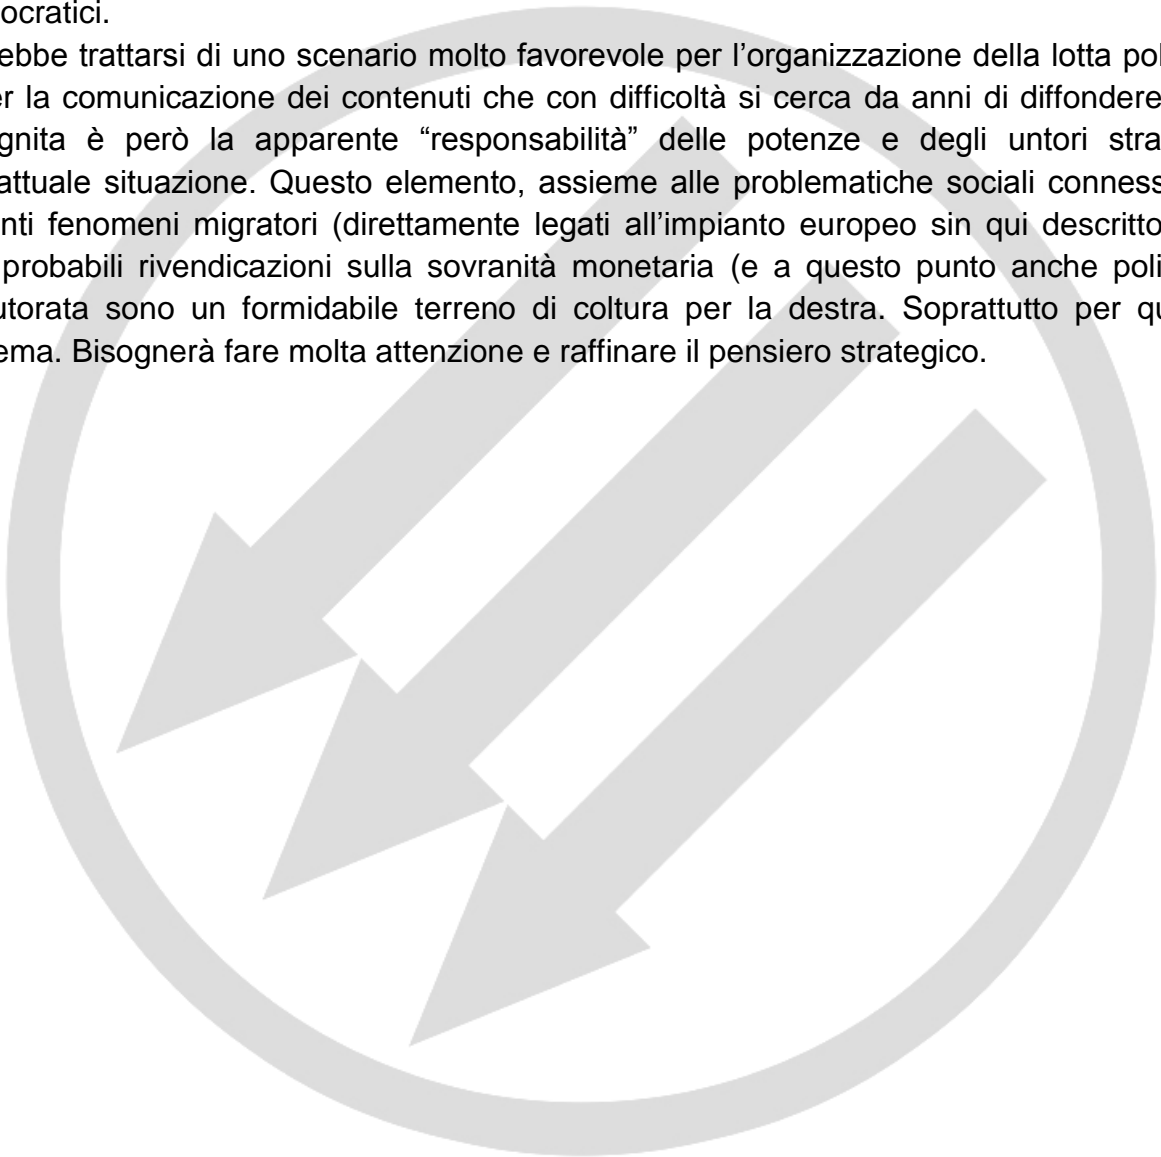 ocratici.
ebbe trattarsi di uno scenario molto favorevole per l’organizzazione della lotta pol
er la comunicazione dei contenuti che con difficoltà si cerca da anni di diffondere
gnita è però la apparente “responsabilità” delle potenze e degli untori stra
attuale situazione. Questo elemento, assieme alle problematiche sociali conness
nti fenomeni migratori (direttamente legati all’impianto europeo sin qui descritto
probabili rivendicazioni sulla sovranità monetaria (e a questo punto anche poli
utorata sono un formidabile terreno di coltura per la destra. Soprattutto per qu
ema. Bisognerà fare molta attenzione e raffinare il pensiero strategico.